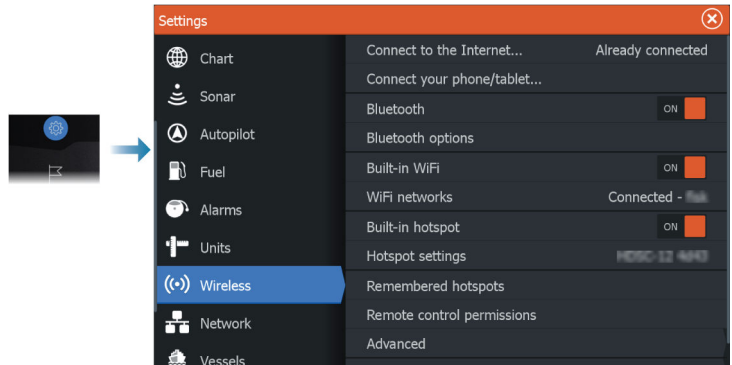 Settings
Chart
Sonar
Autopilot
Fuel
Alarms
Units
Wireless
Network
Vessels
Connect to the Internet... Already connected
Connect your phone/tablet...
Bluetooth ON
Bluetooth options
Built-in WiFi ON
WiFi networks Connected -
Built-in hotspot ON
Hotspot settings
Remembered hotspots
Remote control permissions
Advanced